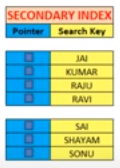 SECONDARY INDEX
Pointer Search Key
JAI
KUMAR
RAJU
RAVI
SAI
SHAYAM
SONU